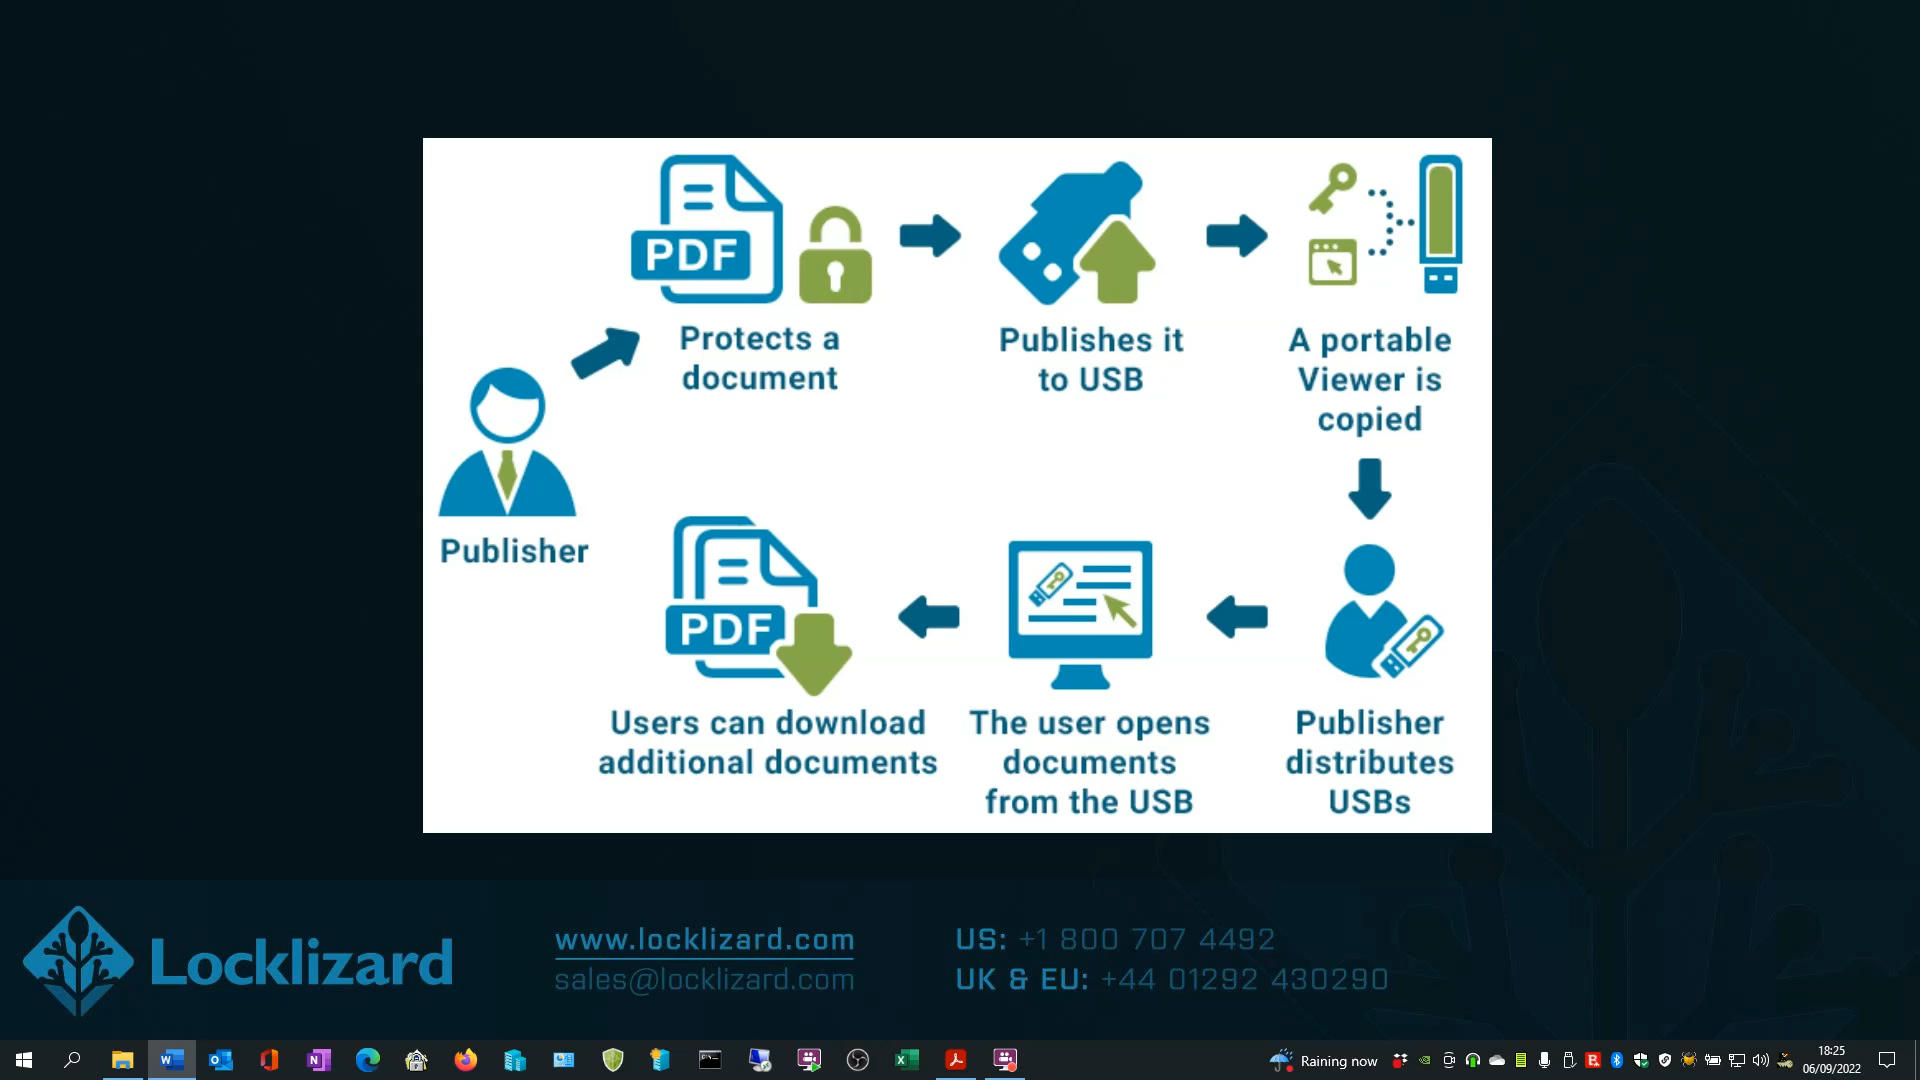 PDF
Protects a
document
Publishes it
to USB
A portable
Viewer is
copied
Publisher
PDF
Users can download
additional documents
The user opens
documents
from the USB
Publisher
distributes
USBs
Locklizard
www.locklizard.com
sales@locklizard.com
US: +1 800 707 4492
UK & EU: +44 01292 430290
Raining now
18:25
06/09/2022